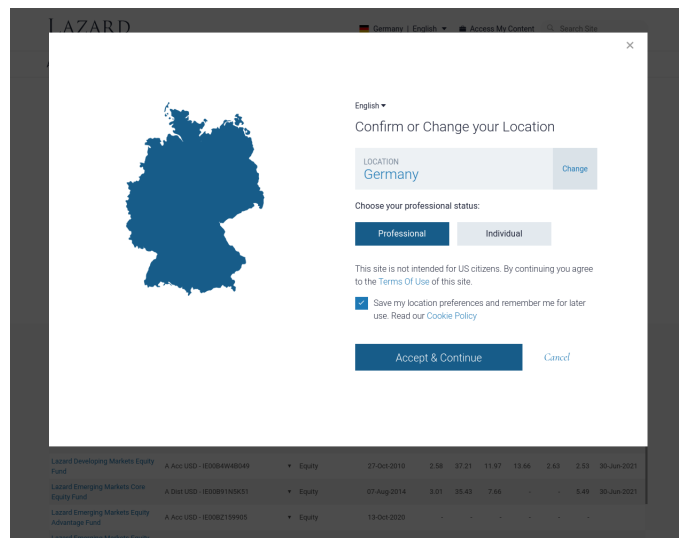 LAZARD
Germany | English ▾ Access My Content Search Site
×
English ▾
Confirm or Change your Location
LOCATION
Germany
Change
Choose your professional status:
Professional Individual
This site is not intended for US citizens. By continuing you agree
to the Terms Of Use of this site.
Save my location preferences and remember me for later
use. Read our Cookie Policy
Accept & Continue Cancel
Lazard Developing Markets Equity
Fund
A Acc USD - IE00B4W4B049 ▾ Equity 27-Oct-2010 2.58 37.21 11.97 13.66 2.63 2.53 30-Jun-2021
Lazard Emerging Markets Core
Equity Fund
A Dist USD - IE00B91NSK51 ▾ Equity 07-Aug-2014 3.01 35.43 7.66 - - 5.49 30-Jun-2021
Lazard Emerging Markets Equity
Advantage Fund
▾ Equity 13-Oct-2020 - - - - - -